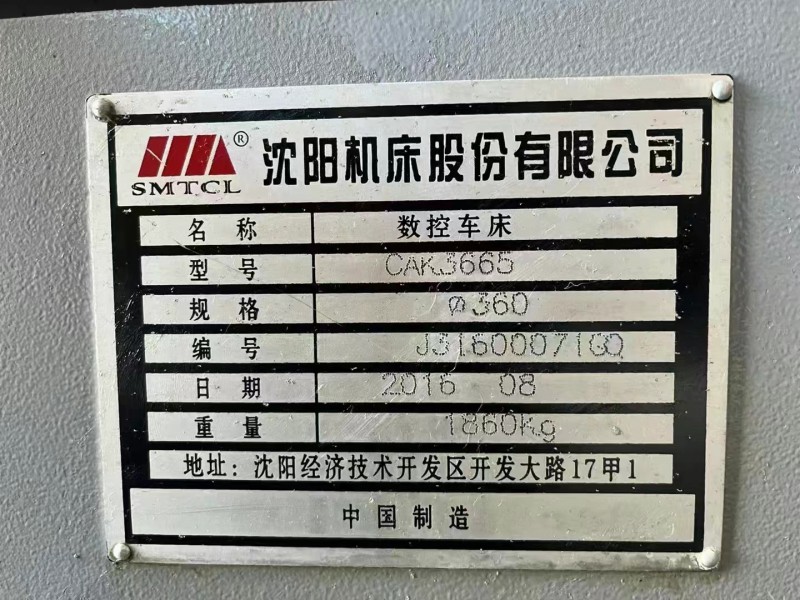 SMTCL ® 沈阳机床股份有限公司
名称 数控车床
型号 CAK3665
规格 φ360
编号 J3160007100
日期 2016 08
重量 1860Kg
地址: 沈阳经济技术开发区开发大路17甲1
中国制造